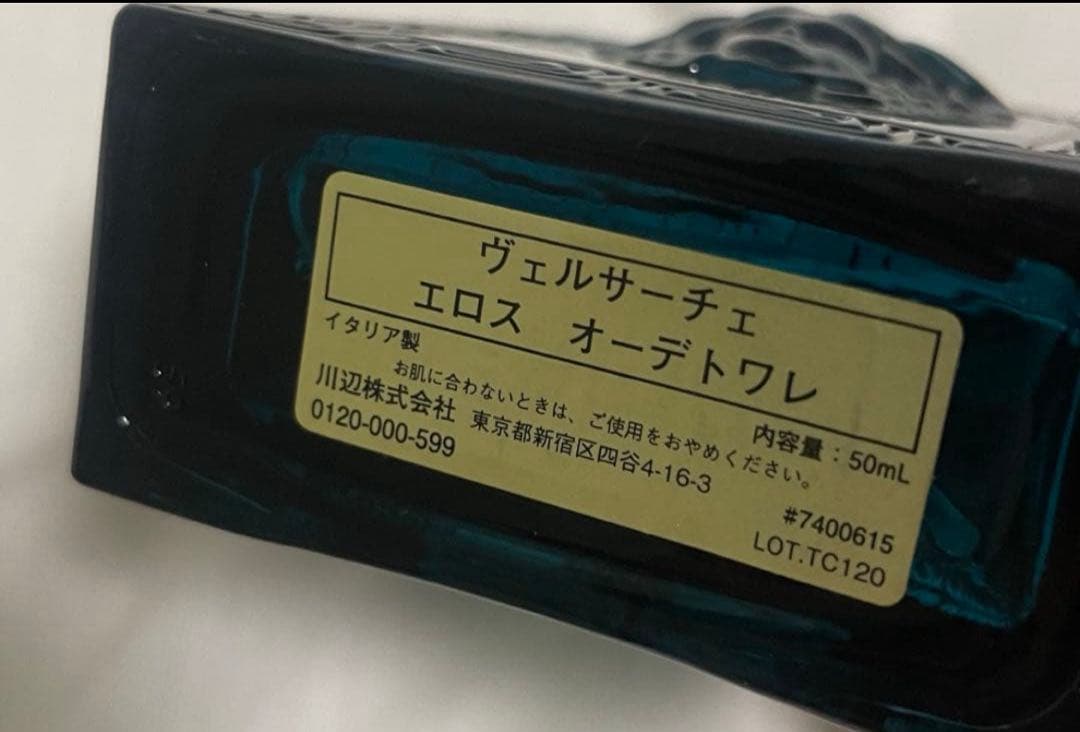 ヴェルサーチェ
エロス オーデトワレ
イタリア製 内容量：50mL
お肌に合わないときは、ご使用をおやめください。
川辺株式会社 東京都新宿区四谷4-16-3
0120-000-599 #7400615
LOT.TC120